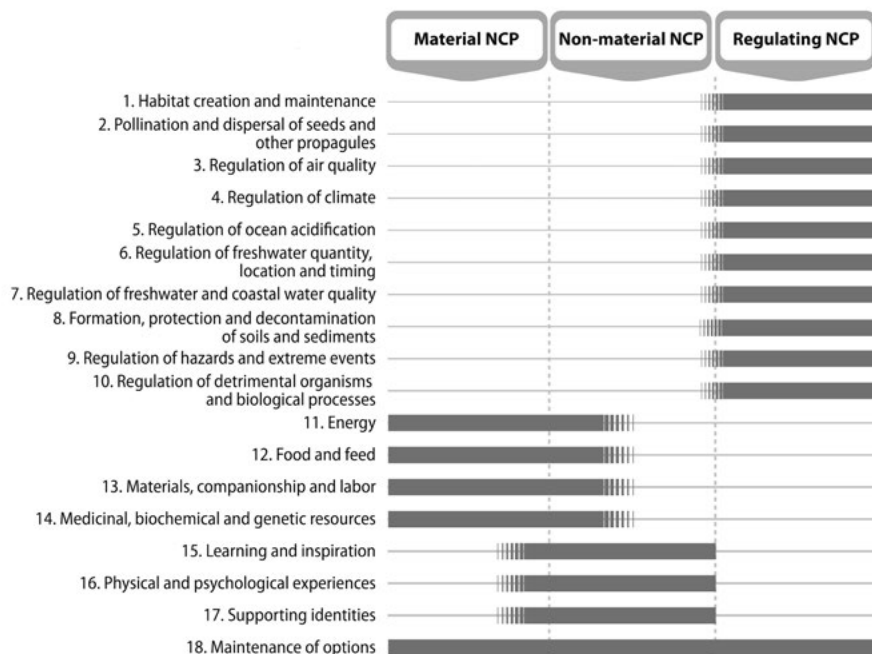 Material NCP Non-material NCP Regulating NCP
1. Habitat creation and maintenance
2. Pollination and dispersal of seeds and
other propagules
3. Regulation of air quality
4. Regulation of climate
5. Regulation of ocean acidification
6. Regulation of freshwater quantity,
location and timing
7. Regulation of freshwater and coastal water quality
8. Formation, protection and decontamination
of soils and sediments
9. Regulation of hazards and extreme events
10. Regulation of detrimental organisms
and biological processes
11. Energy
12. Food and feed
13. Materials, companionship and labor
14. Medicinal, biochemical and genetic resources
15. Learning and inspiration
16. Physical and psychological experiences
17. Supporting identities
18. Maintenance of options